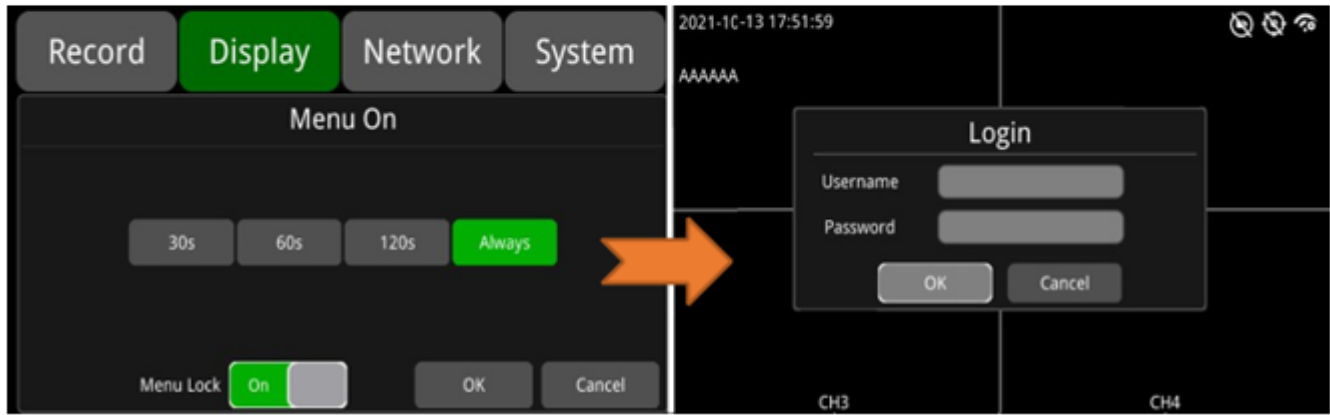 Record Display Network System
Menu On
30s 60s 120s Always
Menu Lock On OK Cancel
2021-10-13 17:51:59
AAAAAA
Login
Username
Password
OK Cancel
CH3 CH4